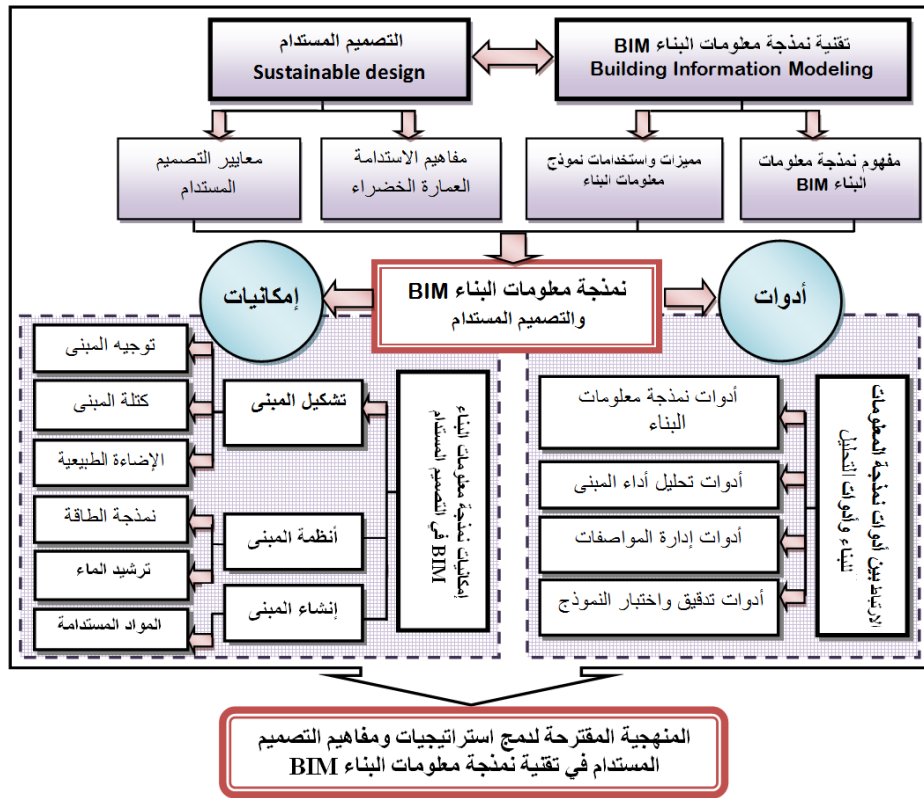 تقنية نمذجة معلومات البناء BIM
Building Information Modeling
التصميم المستدام
Sustainable design
مفهوم نمذجة معلومات
البناء BIM
مميزات واستخدامات نموذج
معلومات البناء
مفاهيم الاستدامة
العمارة الخضراء
معايير التصميم
المستدام
أدوات
نمذجة معلومات البناء BIM
والتصميم المستدام
إمكانيات
الارتباط بين أدوات نمذجة المعلومات
للبناء وأدوات التحليل
أدوات نمذجة معلومات
البناء
أدوات تحليل أداء المبنى
أدوات إدارة المواصفات
أدوات تدقيق واختبار النموذج
إمكانيات نمذجة معلومات البناء
BIM في التصميم المستدام
تشكيل المبنى
أنظمة المبنى
إنشاء المبنى
توجيه المبنى
كتلة المبنى
الإضاءة الطبيعية
نمذجة الطاقة
ترشيد الماء
المواد المستدامة
المنهجية المقترحة لدمج استراتيجيات ومفاهيم التصميم
المستدام في تقنية نمذجة معلومات البناء BIM